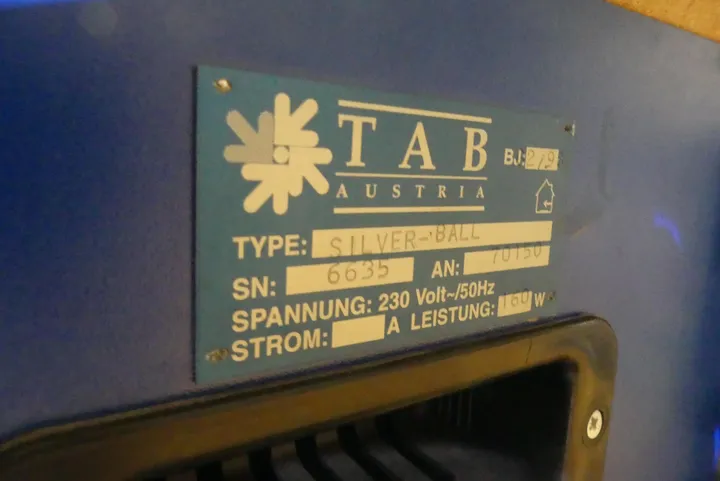 TAB
AUSTRIA
BJ: 2/9
TYPE: SILVER-BALL
SN: 6635 AN: 70150
SPANNUNG: 230 Volt~/50Hz
STROM: A LEISTUNG: 160 W